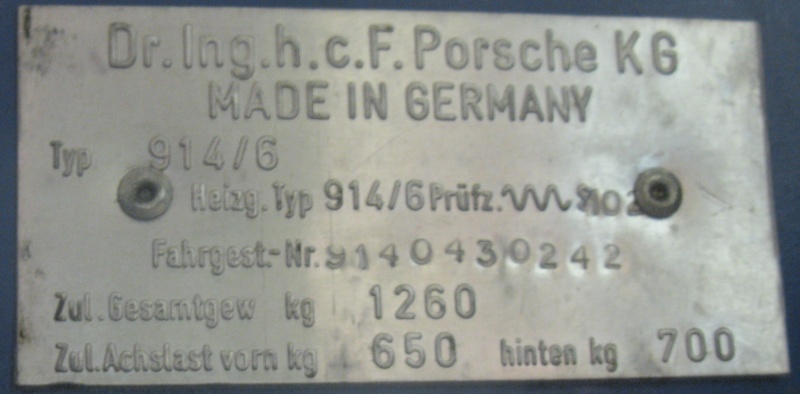 Dr.Ing.h.c.F.Porsche KG
MADE IN GERMANY
Typ 914/6
Heizg.Typ 914/6 Prüfz.
Fahrgest.-Nr. 9140430242
Zul.Gesamtgew kg 1260
Zul.Achslast vorn kg 650 hinten kg 700